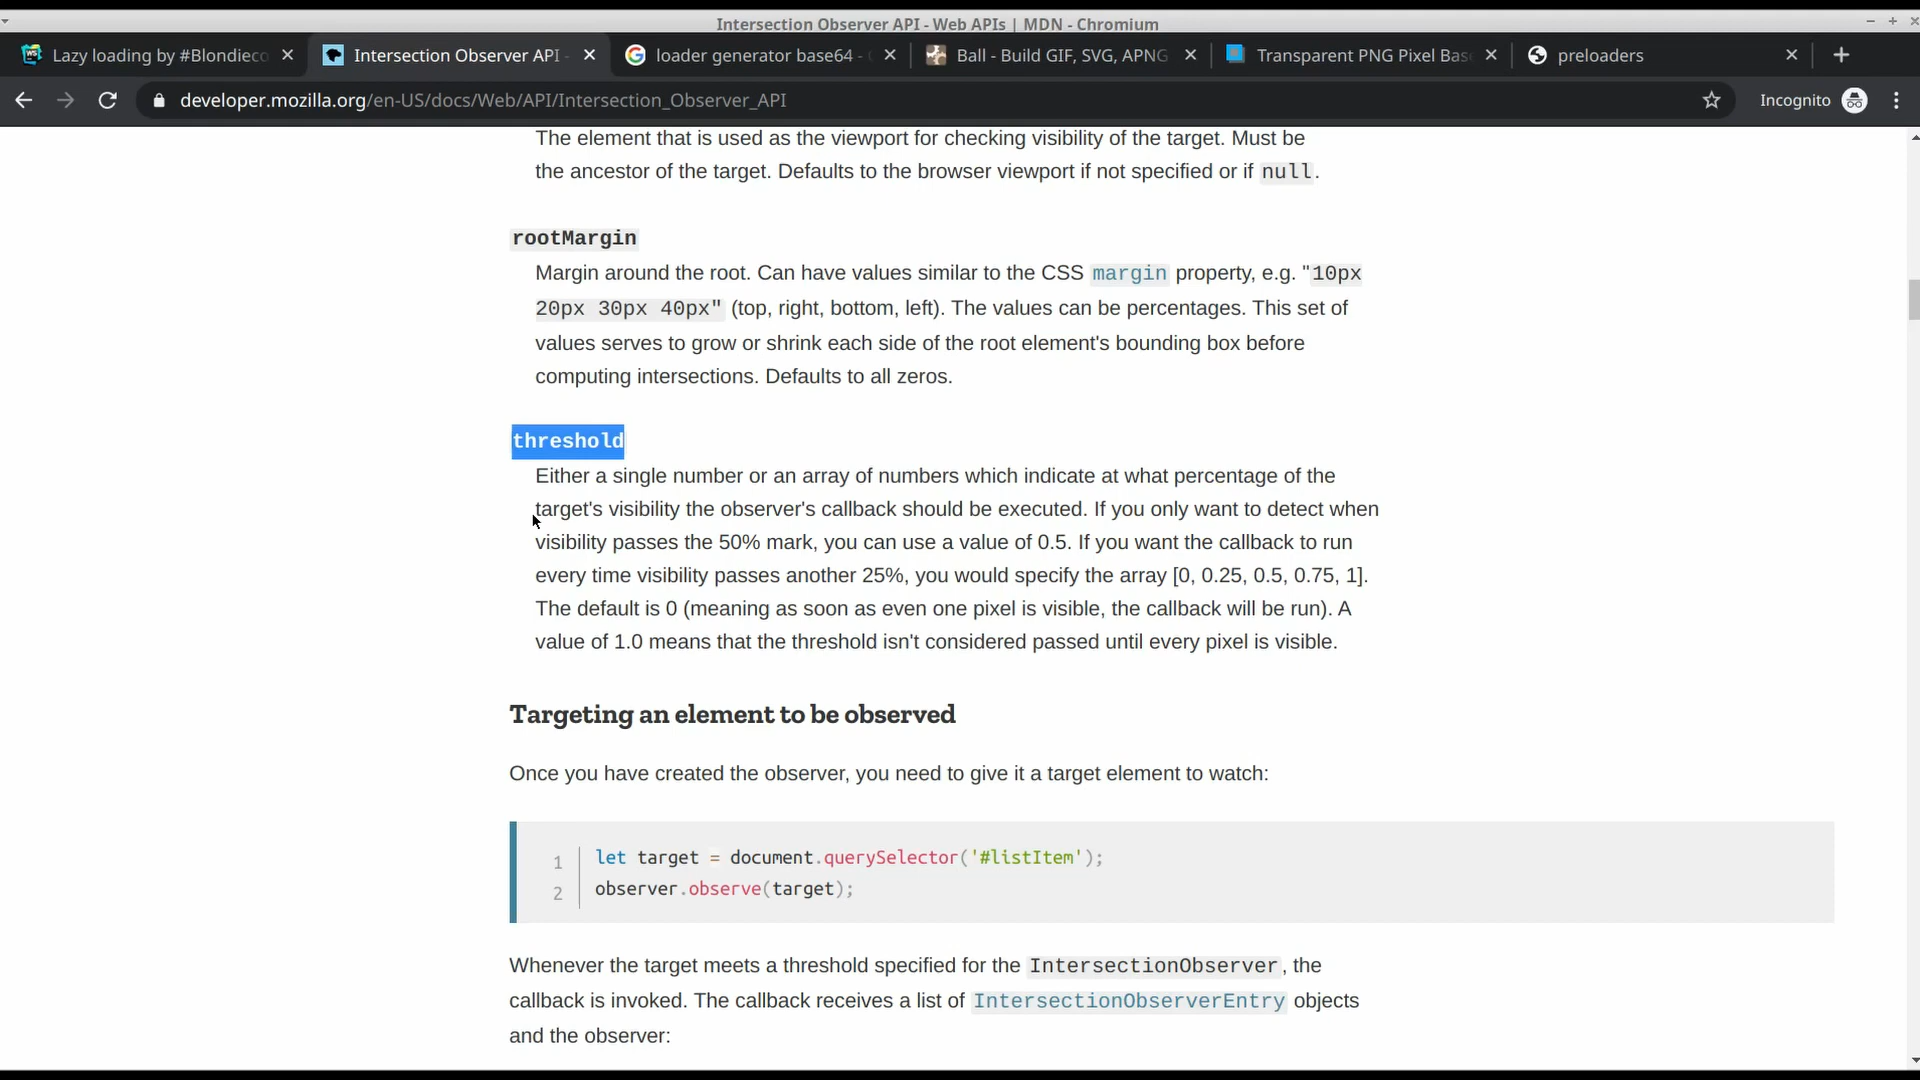 Intersection Observer API - Web APIs | MDN - Chromium
Lazy loading by #Blondieco
Intersection Observer API -
loader generator base64 -
Ball - Build GIF, SVG, APNG
Transparent PNG Pixel Bas
preloaders
developer.mozilla.org/en-US/docs/Web/API/Intersection_Observer_API
Incognito
The element that is used as the viewport for checking visibility of the target. Must be
the ancestor of the target. Defaults to the browser viewport if not specified or if null.
rootMargin
Margin around the root. Can have values similar to the CSS margin property, e.g. "10px
20px 30px 40px" (top, right, bottom, left). The values can be percentages. This set of
values serves to grow or shrink each side of the root element's bounding box before
computing intersections. Defaults to all zeros.
threshold
Either a single number or an array of numbers which indicate at what percentage of the
target's visibility the observer's callback should be executed. If you only want to detect when
visibility passes the 50% mark, you can use a value of 0.5. If you want the callback to run
every time visibility passes another 25%, you would specify the array [0, 0.25, 0.5, 0.75, 1].
The default is 0 (meaning as soon as even one pixel is visible, the callback will be run). A
value of 1.0 means that the threshold isn't considered passed until every pixel is visible.
Targeting an element to be observed
Once you have created the observer, you need to give it a target element to watch:
1 let target = document.querySelector('#listItem');
2 observer.observe(target);
Whenever the target meets a threshold specified for the IntersectionObserver, the
callback is invoked. The callback receives a list of IntersectionObserverEntry objects
and the observer: